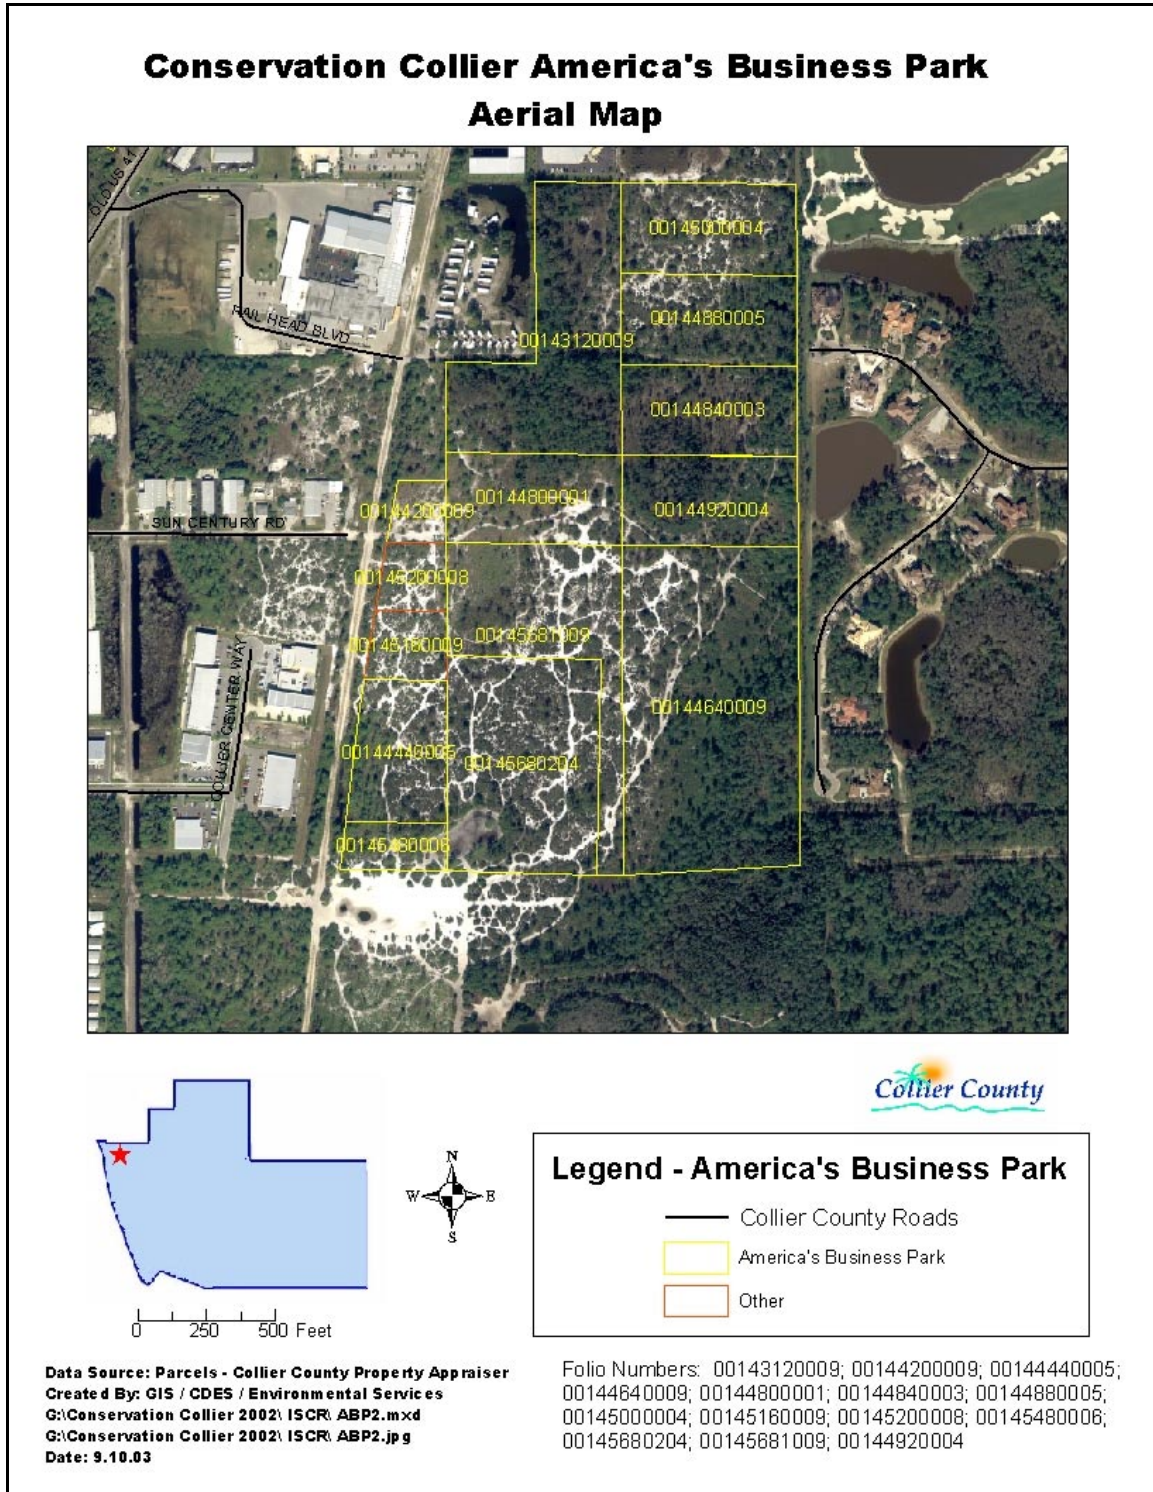 Conservation Collier America's Business Park
Aerial Map
OLD US 41
RAIL HEAD BLVD
SUN CENTURY RD
COLLIER CENTER WAY
00145000004
00144880005
00143120009
00144840003
00144800001
00144200009
00144920004
00145200008
00145681009
00145160009
00144640009
00144440005
00145680204
00145480006
Collier County
N
W E
S
Legend - America's Business Park
Collier County Roads
America's Business Park
Other
0 250 500 Feet
Data Source: Parcels - Collier County Property Appraiser
Created By: GIS / CDES / Environmental Services
G:\Conservation Collier 2002\ ISCR\ ABP2.mxd
G:\Conservation Collier 2002\ ISCR\ ABP2.jpg
Date: 9.10.03
Folio Numbers: 00143120009; 00144200009; 00144440005;
00144640009; 00144800001; 00144840003; 00144880005;
00145000004; 00145160009; 00145200008; 00145480006;
00145680204; 00145681009; 00144920004